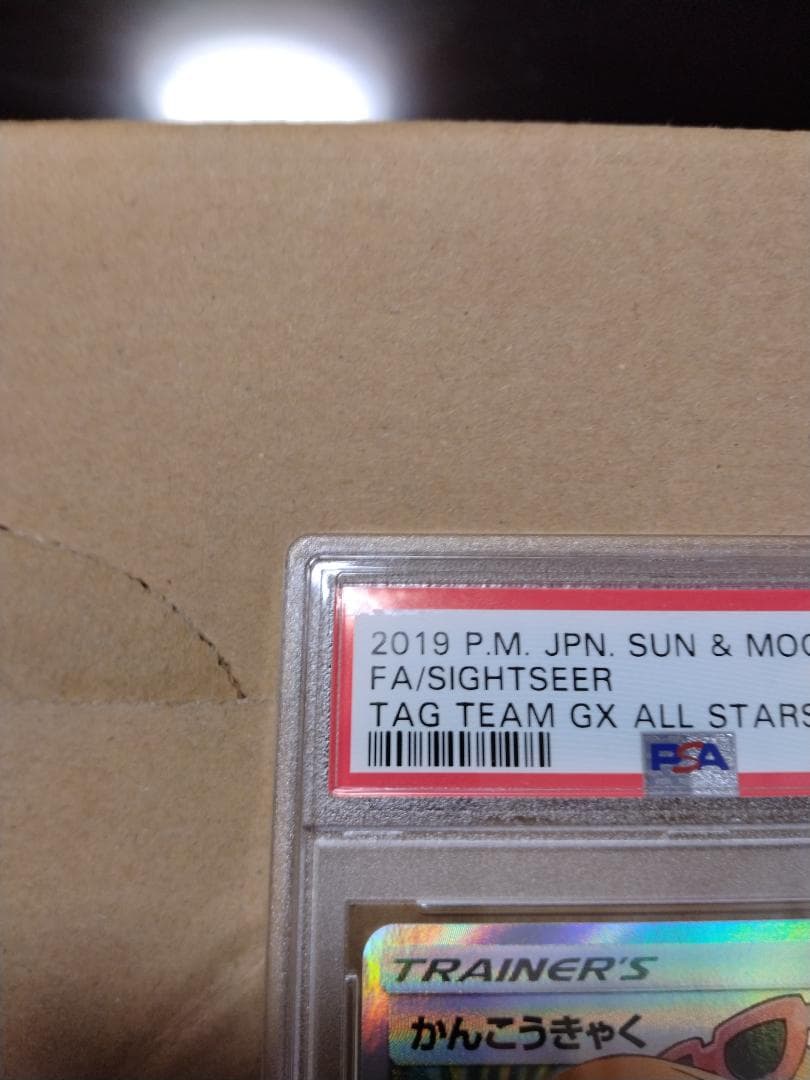 2019 P.M. JPN. SUN & MOO
FA/SIGHTSEER
TAG TEAM GX ALL STARS
PSA
TRAINER'S
かんこうきゃく